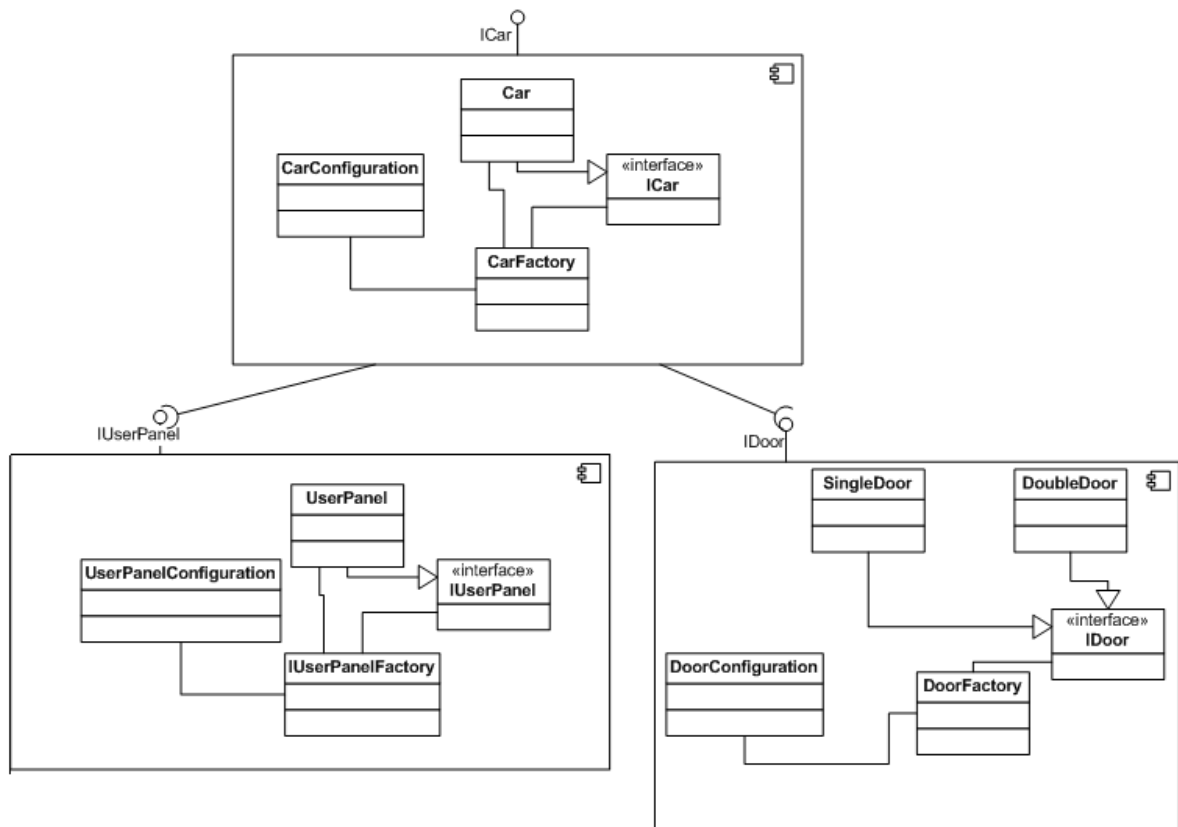 ICar
Car
CarConfiguration
«interface»
ICar
CarFactory
IUserPanel
IDoor
UserPanel
UserPanelConfiguration
«interface»
IUserPanel
IUserPanelFactory
SingleDoor
DoubleDoor
«interface»
IDoor
DoorConfiguration
DoorFactory